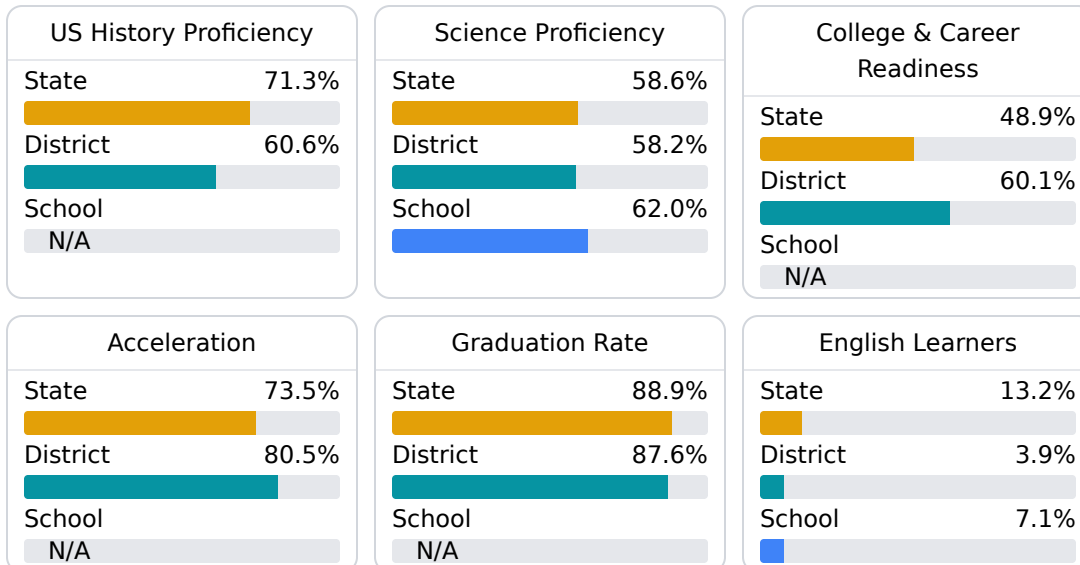 US History Proficiency
State 71.3%
District 60.6%
School
N/A
Science Proficiency
State 58.6%
District 58.2%
School 62.0%
College & Career
Readiness
State 48.9%
District 60.1%
School
N/A
Acceleration
State 73.5%
District 80.5%
School
N/A
Graduation Rate
State 88.9%
District 87.6%
School
N/A
English Learners
State 13.2%
District 3.9%
School 7.1%